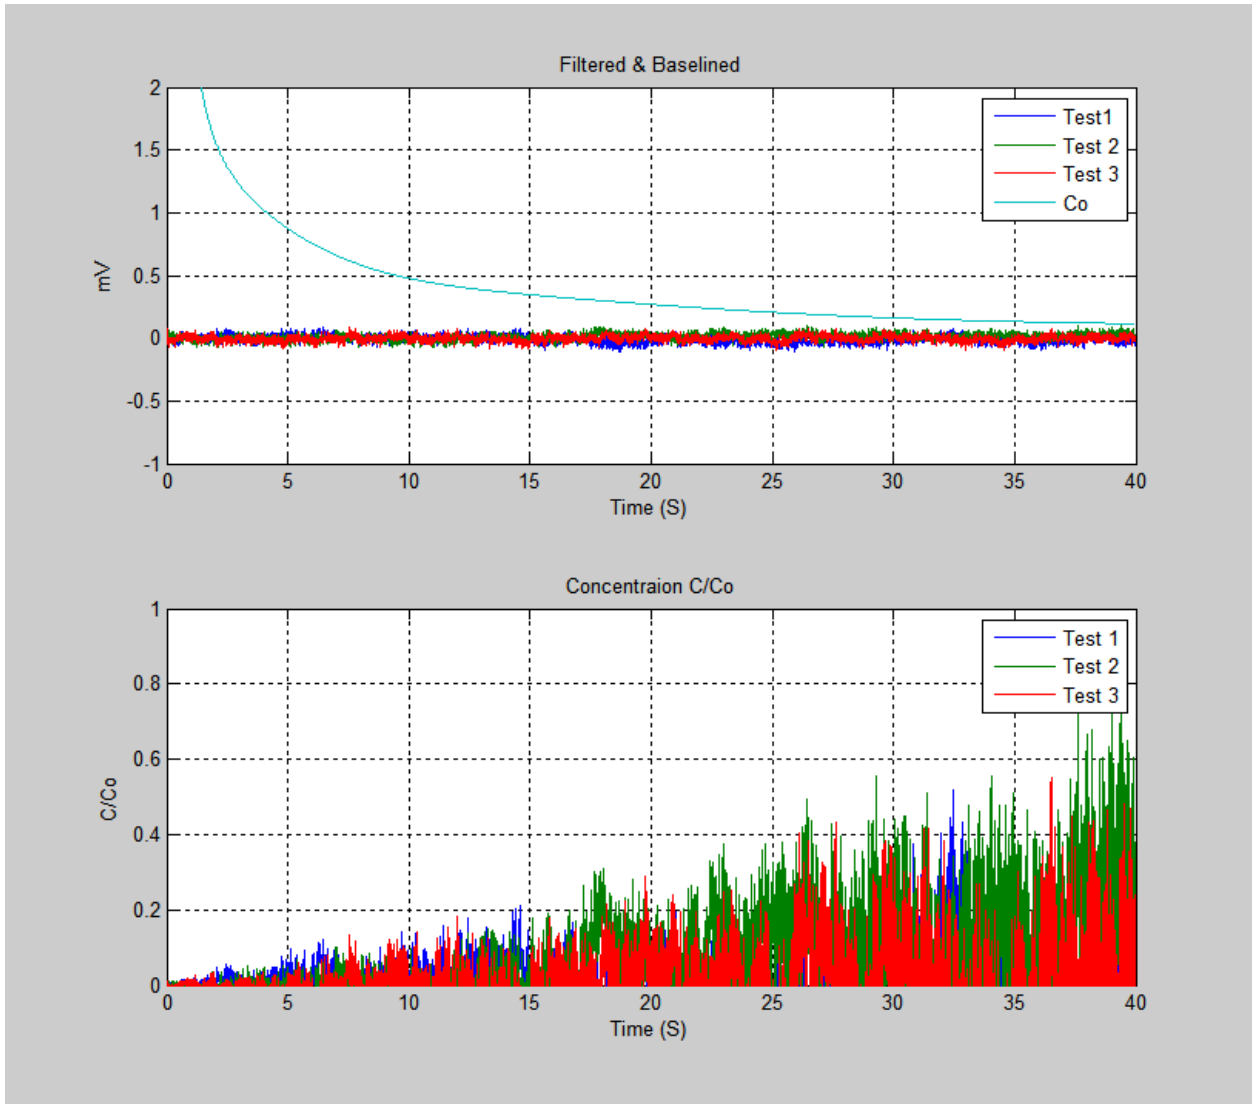 Filtered & Baselined
2
1.5
1
0.5
0
-0.5
-1
mV
0 5 10 15 20 25 30 35 40
Time (S)
Test1
Test 2
Test 3
Co
Concentraion C/Co
1
0.8
0.6
0.4
0.2
0
C/Co
0 5 10 15 20 25 30 35 40
Time (S)
Test 1
Test 2
Test 3